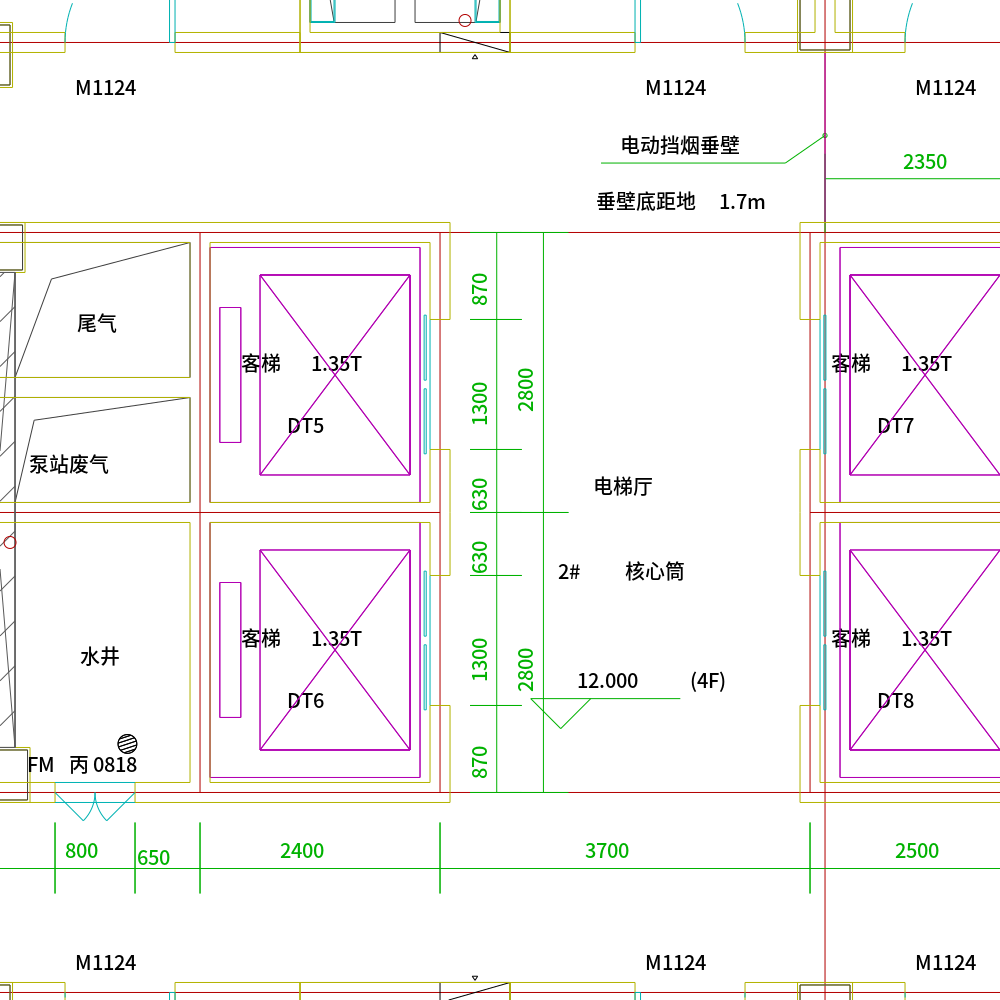 M1124 M1124 M1124
电动挡烟垂壁
2350
垂壁底距地 1.7m
870
尾气
客梯 1.35T
客梯 1.35T
1300
2800
DT5
DT7
泵站废气
电梯厅
630
630
2# 核心筒
客梯 1.35T
客梯 1.35T
水井
1300
2800
12.000 (4F)
DT6
DT8
870
FM 丙 0818
800 650 2400 3700 2500
M1124 M1124 M1124